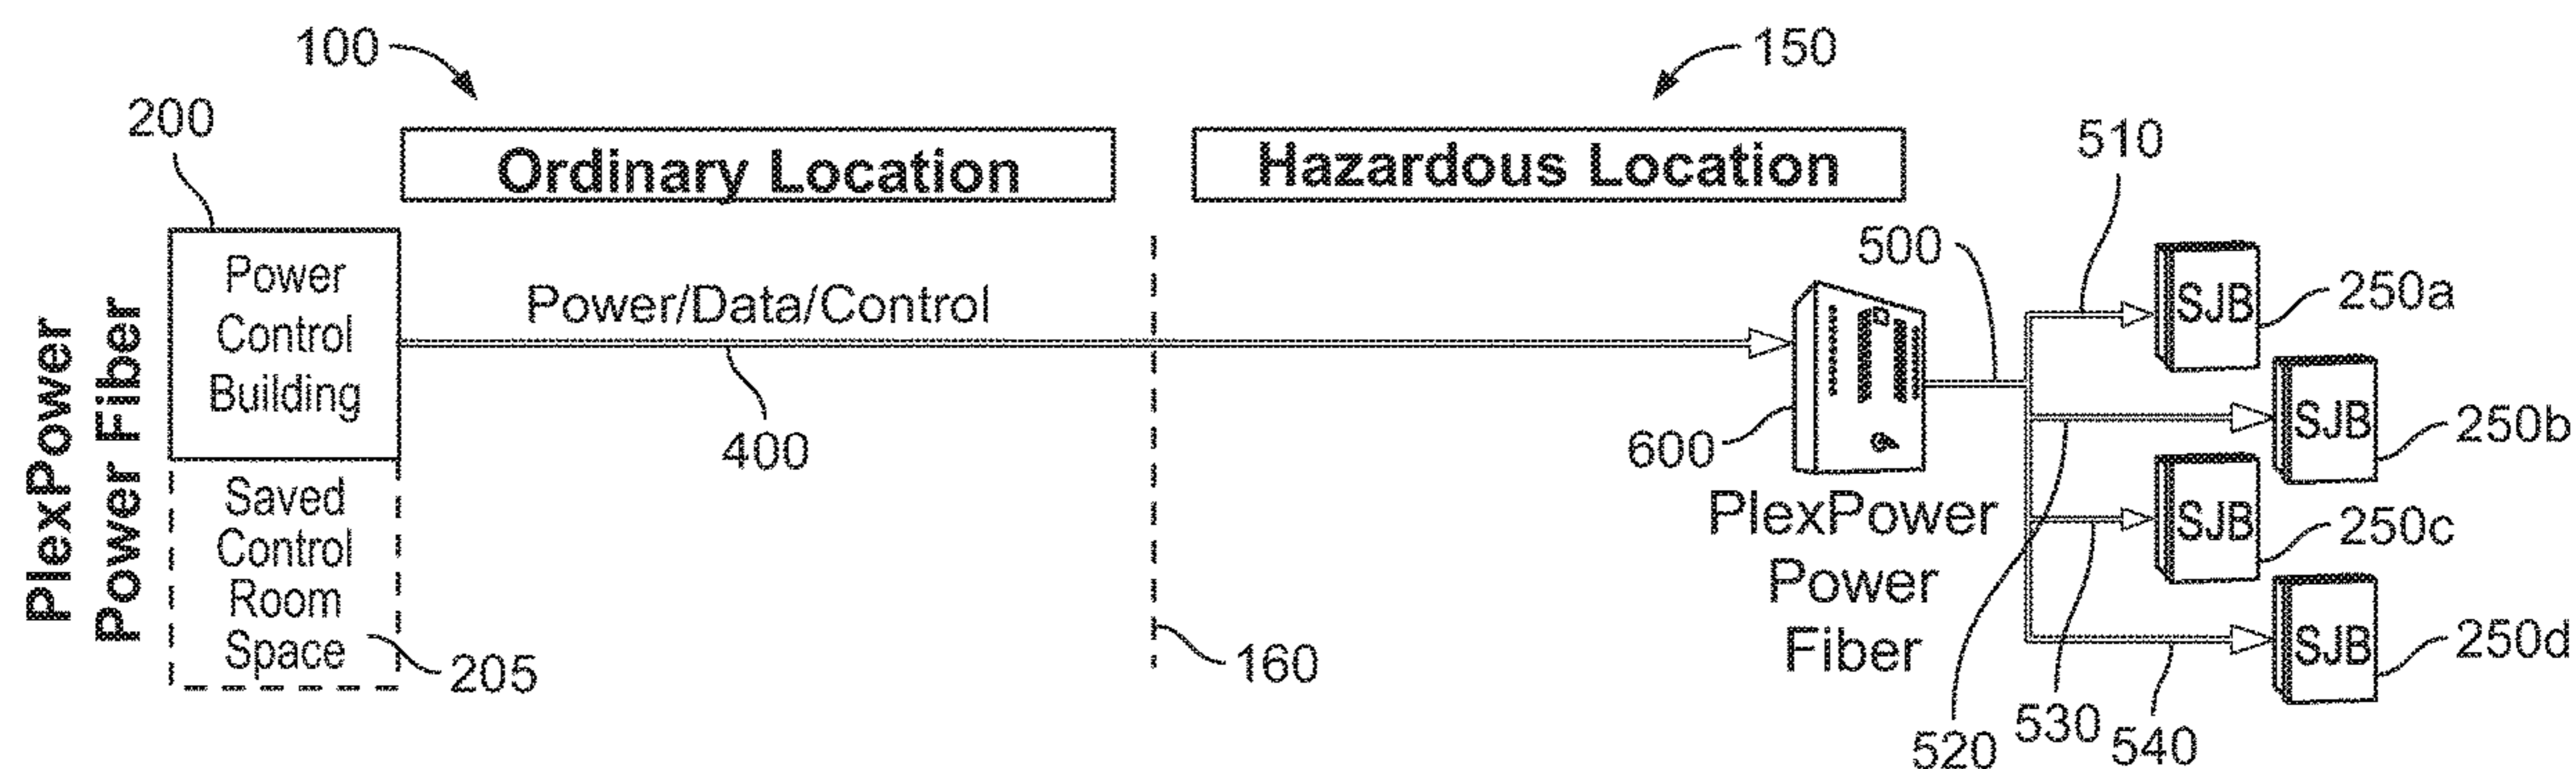 100
150
200
Ordinary Location
Hazardous Location
510
PlexPower
Power Fiber
Power
Control
Building
Power/Data/Control
400
500
SJB
250a
SJB
250b
600
PlexPower
Power
Fiber
SJB
250c
SJB
250d
Saved
Control
Room
Space
205
160
520
530
540